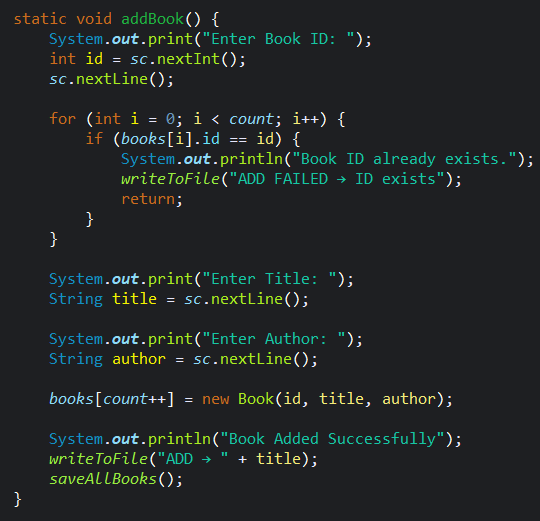 static void addBook() {
    System.out.print("Enter Book ID: ");
    int id = sc.nextInt();
    sc.nextLine();

    for (int i = 0; i < count; i++) {
        if (books[i].id == id) {
            System.out.println("Book ID already exists.");
            writeToFile("ADD FAILED → ID exists");
            return;
        }
    }

    System.out.print("Enter Title: ");
    String title = sc.nextLine();

    System.out.print("Enter Author: ");
    String author = sc.nextLine();

    books[count++] = new Book(id, title, author);

    System.out.println("Book Added Successfully");
    writeToFile("ADD → " + title);
    saveAllBooks();
}